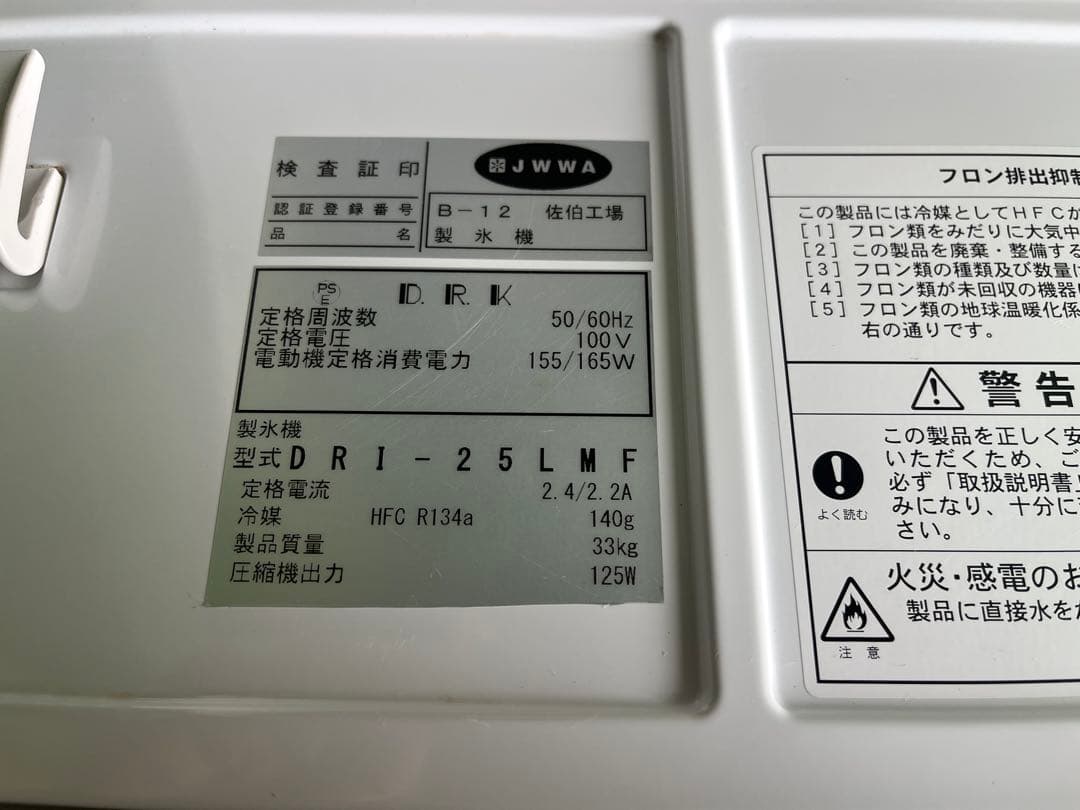 検査証印
JWWA
認証登録番号 B-12 佐伯工場
品名 製氷機
PS E D.R.K
定格周波数 50/60Hz
定格電圧 100V
電動機定格消費電力 155/165W
製氷機
型式 DRI-25LMF
定格電流 2.4/2.2A
冷媒 HFC R134a 140g
製品質量 33kg
圧縮機出力 125W
フロン排出抑制
この製品には冷媒としてHFCが
[1] フロン類をみだりに大気中
[2] この製品を廃棄・整備する
[3] フロン類の種類及び数量
[4] フロン類が未回収の機器
[5] フロン類の地球温暖化係
右の通りです。
警告
この製品を正しく安
いただくため、ご
必ず「取扱説明書」
みになり、十分に
さい。
よく読む
火災・感電のお
製品に直接水を
注意